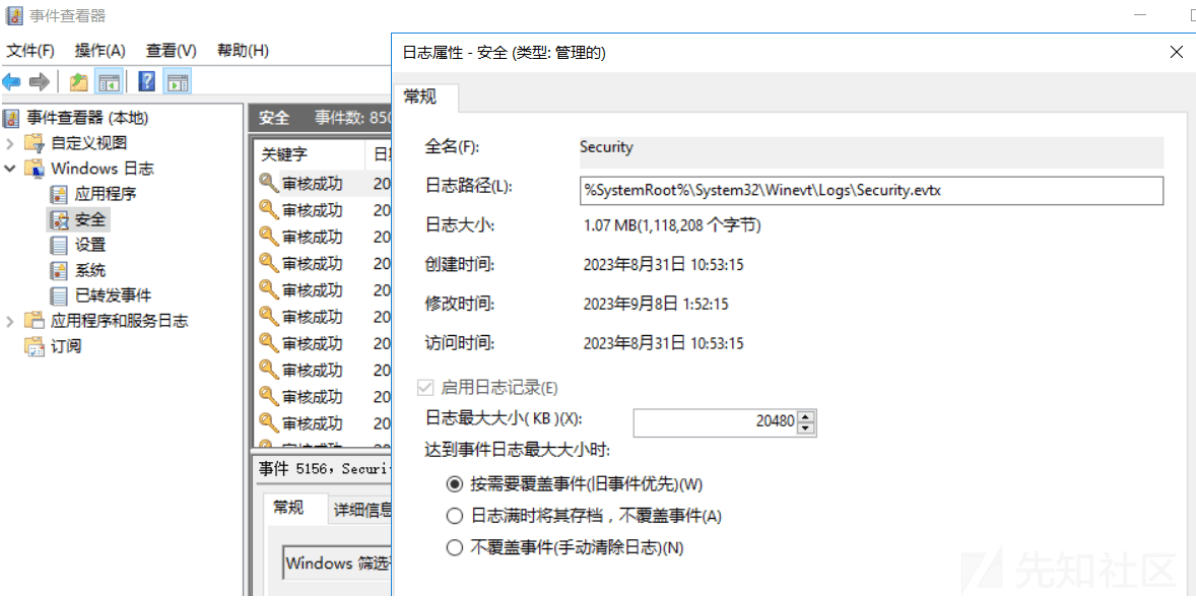 事件查看器
文件(F) 操作(A) 查看(V) 帮助(H)
事件查看器 (本地)
自定义视图
Windows 日志
应用程序
安全
设置
系统
已转发事件
应用程序和服务日志
订阅
安全 事件数: 850
关键字
审核成功 20
审核成功 20
审核成功 20
审核成功 20
审核成功 20
审核成功 20
审核成功 20
审核成功 20
审核成功 20
审核成功 20
事件 5156，Securi
常规 详细信息
Windows 筛选
日志属性 - 安全 (类型: 管理的)
常规
全名(F): Security
日志路径(L): %SystemRoot%\System32\Winevt\Logs\Security.evtx
日志大小: 1.07 MB(1,118,208 个字节)
创建时间: 2023年8月31日 10:53:15
修改时间: 2023年9月8日 1:52:15
访问时间: 2023年8月31日 10:53:15
启用日志记录(E)
日志最大大小( KB )(X): 20480
达到事件日志最大大小时:
按需要覆盖事件(旧事件优先)(W)
日志满时将其存档，不覆盖事件(A)
不覆盖事件(手动清除日志)(N)
先知社区